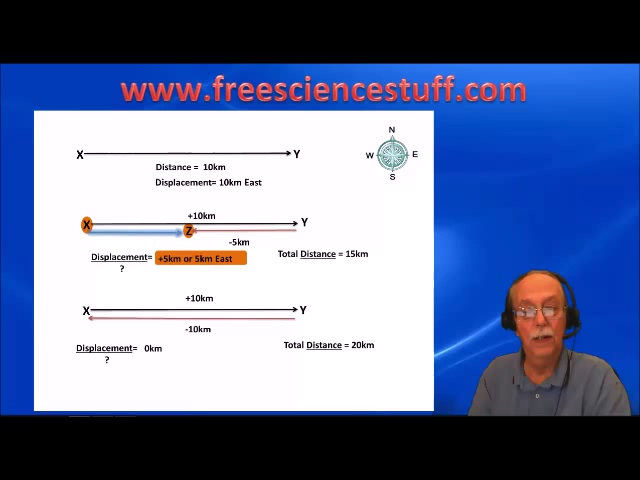 www.freesciencestuff.com
N
W E
S
X Y
Distance = 10km
Displacement= 10km East
+10km
X Y
Z
-5km
Displacement= +5km or 5km East
?
Total Distance = 15km
+10km
X Y
-10km
Displacement= 0km
?
Total Distance = 20km